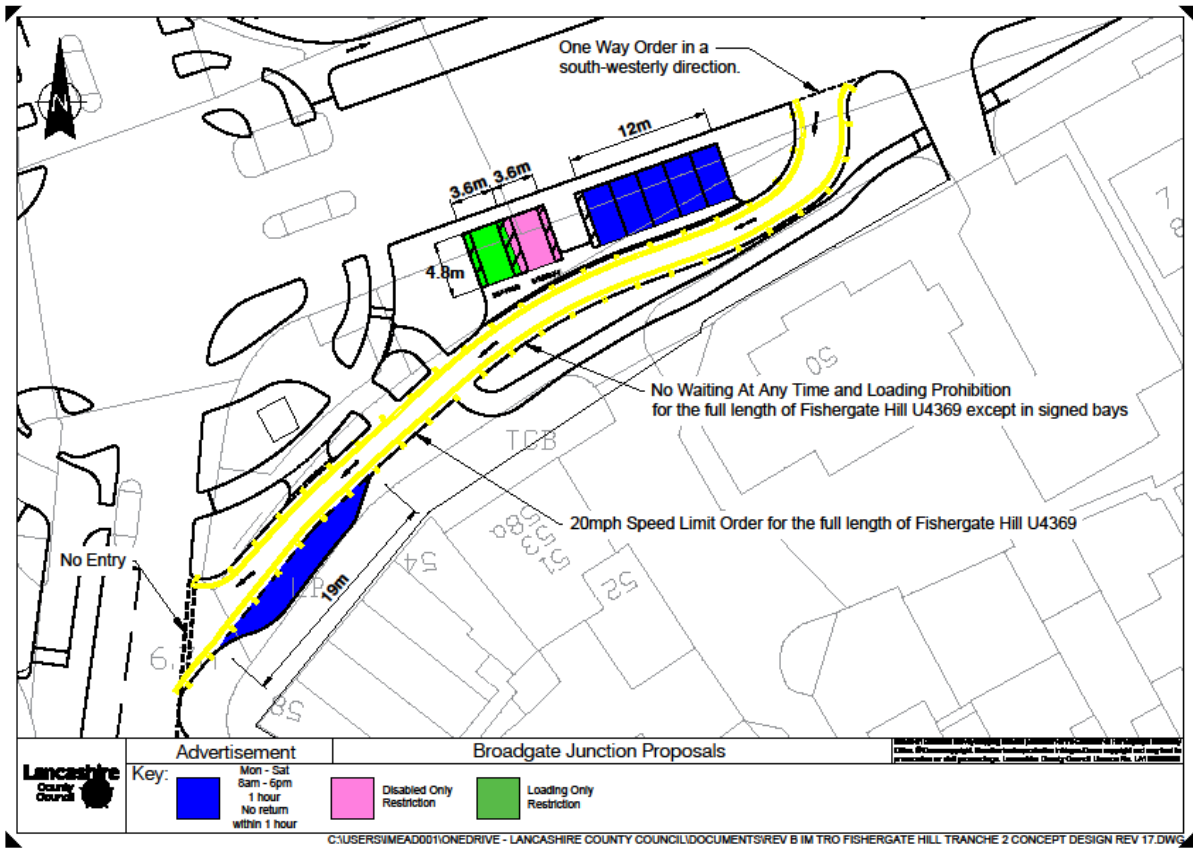 One Way Order in a
south-westerly direction.
N
12m
3.6m
3.6m
4.8m
50
No Waiting At Any Time and Loading Prohibition
for the full length of Fishergate Hill U4369 except in signed bays
TCB
20mph Speed Limit Order for the full length of Fishergate Hill U4369
54
52
No Entry
19m
58
Advertisement
Broadgate Junction Proposals
Lancashire
County
Council
Key:
Mon - Sat
8am - 6pm
1 hour
No return
within 1 hour
Disabled Only
Restriction
Loading Only
Restriction
C:\USERS\IMEAD001\ONEDRIVE - LANCASHIRE COUNTY COUNCIL\DOCUMENTS\REV B IM TRO FISHERGATE HILL TRANCHE 2 CONCEPT DESIGN REV 17.DWG